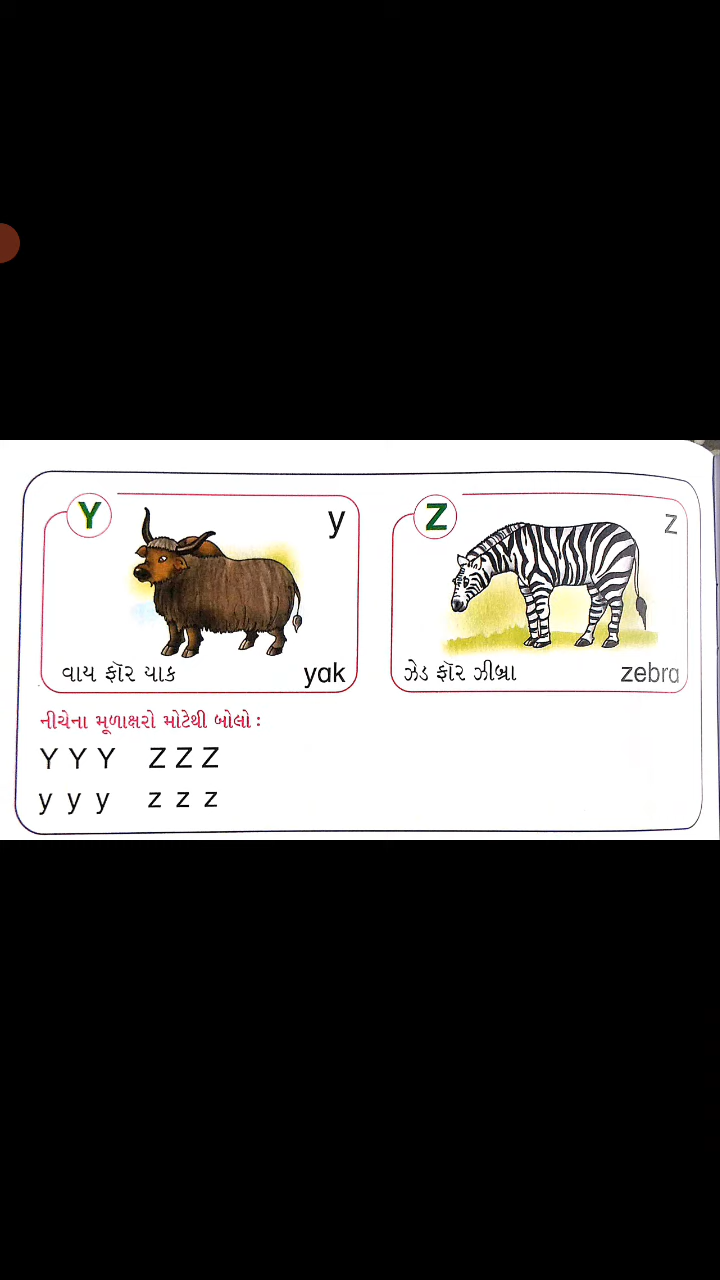 Y y
વાય ફૉર યાક yak
Z z
ઝેડ ફૉર ઝીબ્રા zebra
નીચેના મૂળાક્ષરો મોટેથી બોલો :
Y Y Y Z Z Z
y y y z z z